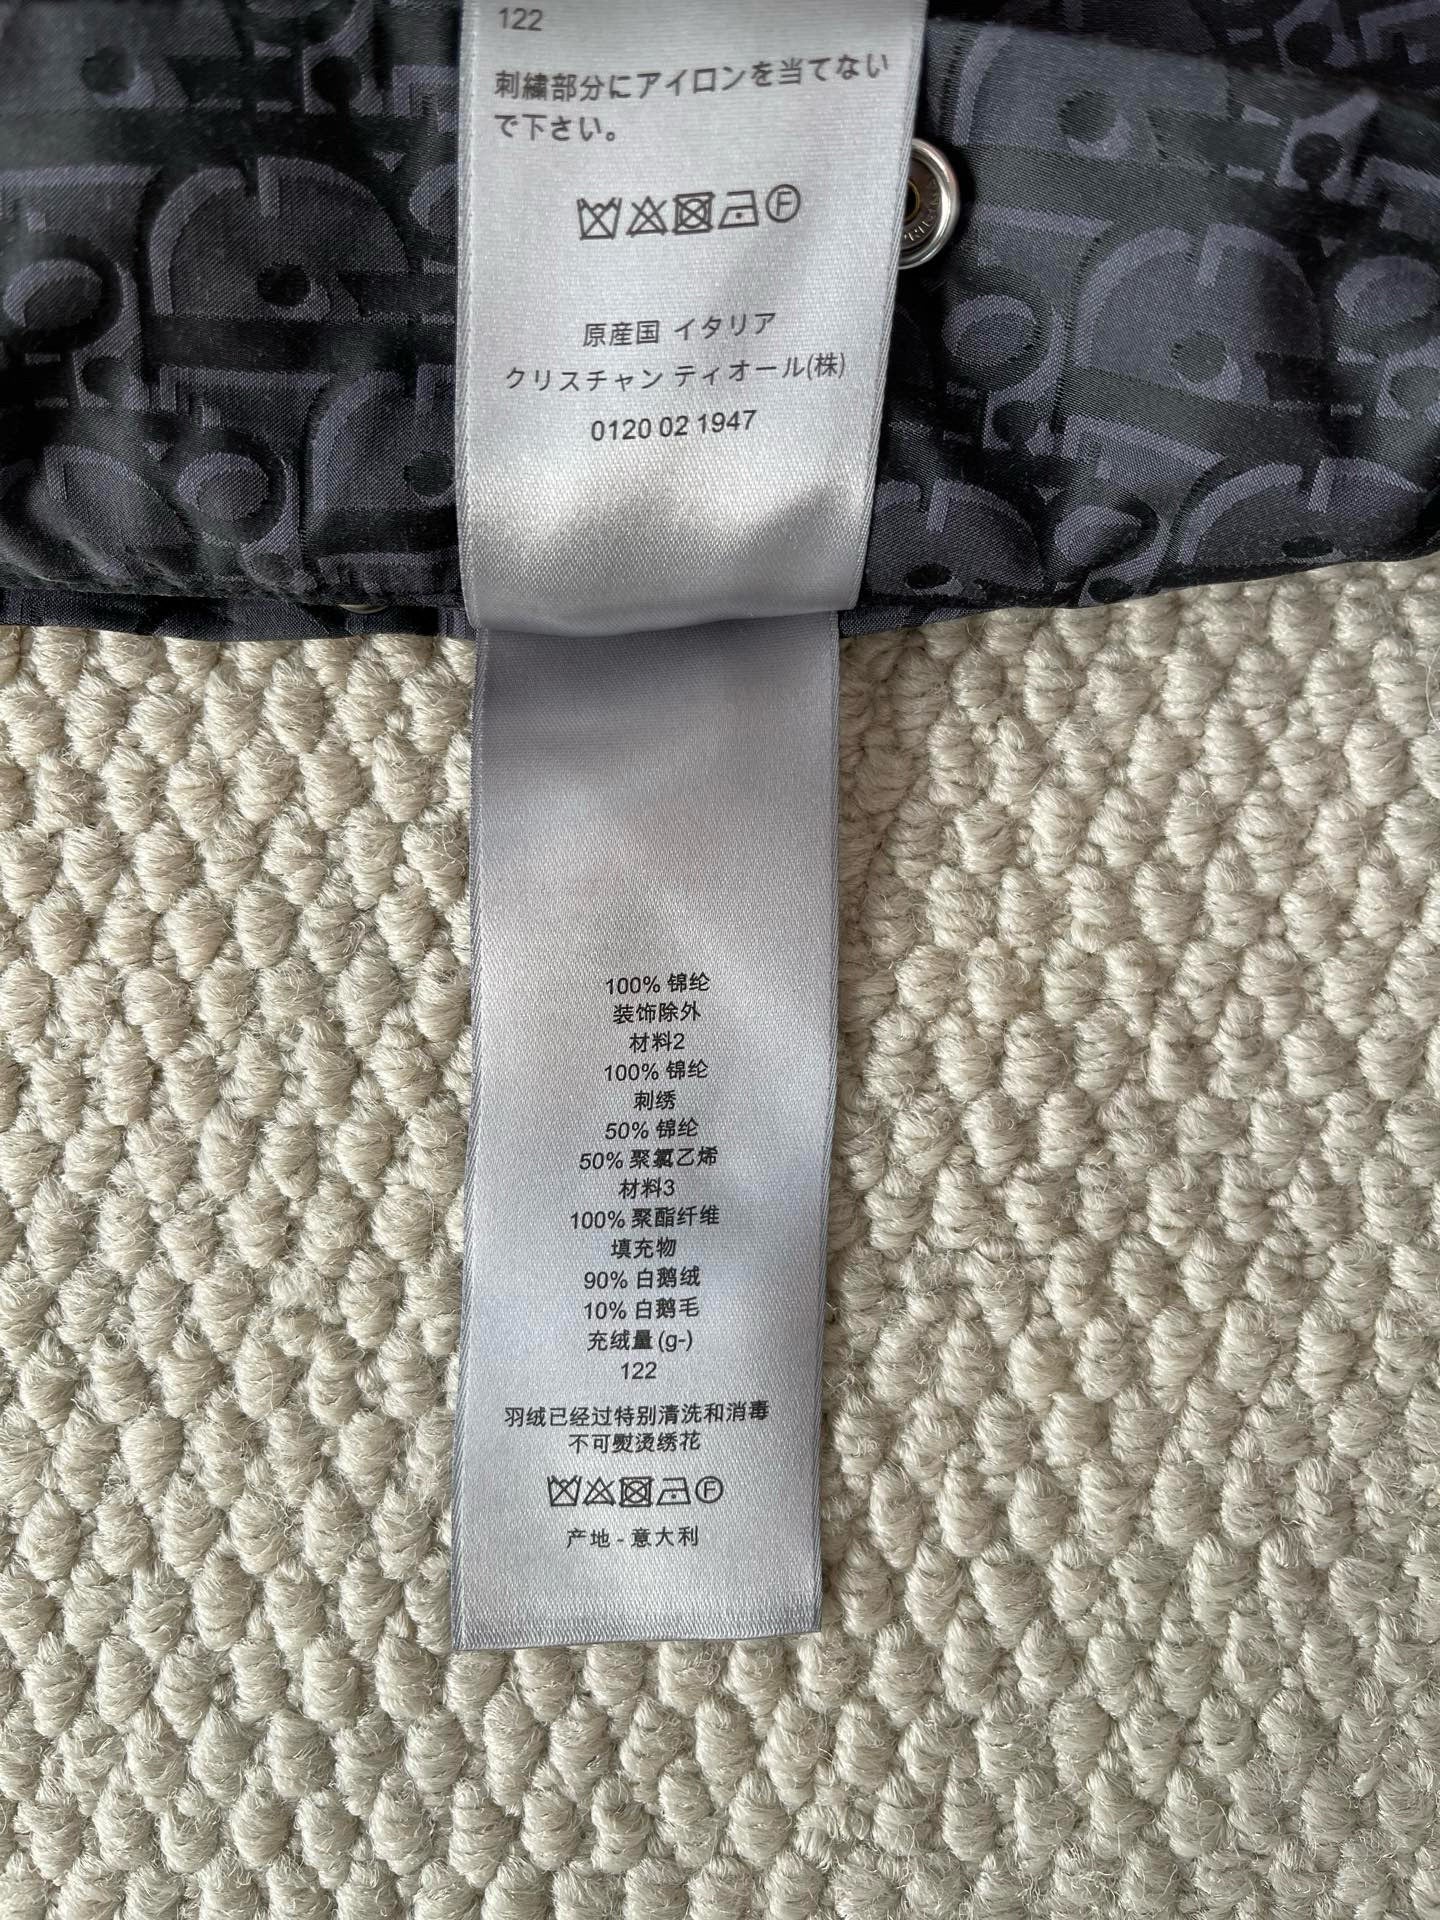 122
刺繍部分にアイロンを当てない
で下さい。
F
原産国 イタリア
クリスチャン ディオール(株)
0120 02 1947
100% 锦纶
装饰除外
材料2
100% 锦纶
刺绣
50% 锦纶
50% 聚氯乙烯
材料3
100% 聚酯纤维
填充物
90% 白鹅绒
10% 白鹅毛
充绒量 (g-)
122
羽绒已经过特别清洗和消毒
不可熨烫绣花
F
产地 - 意大利